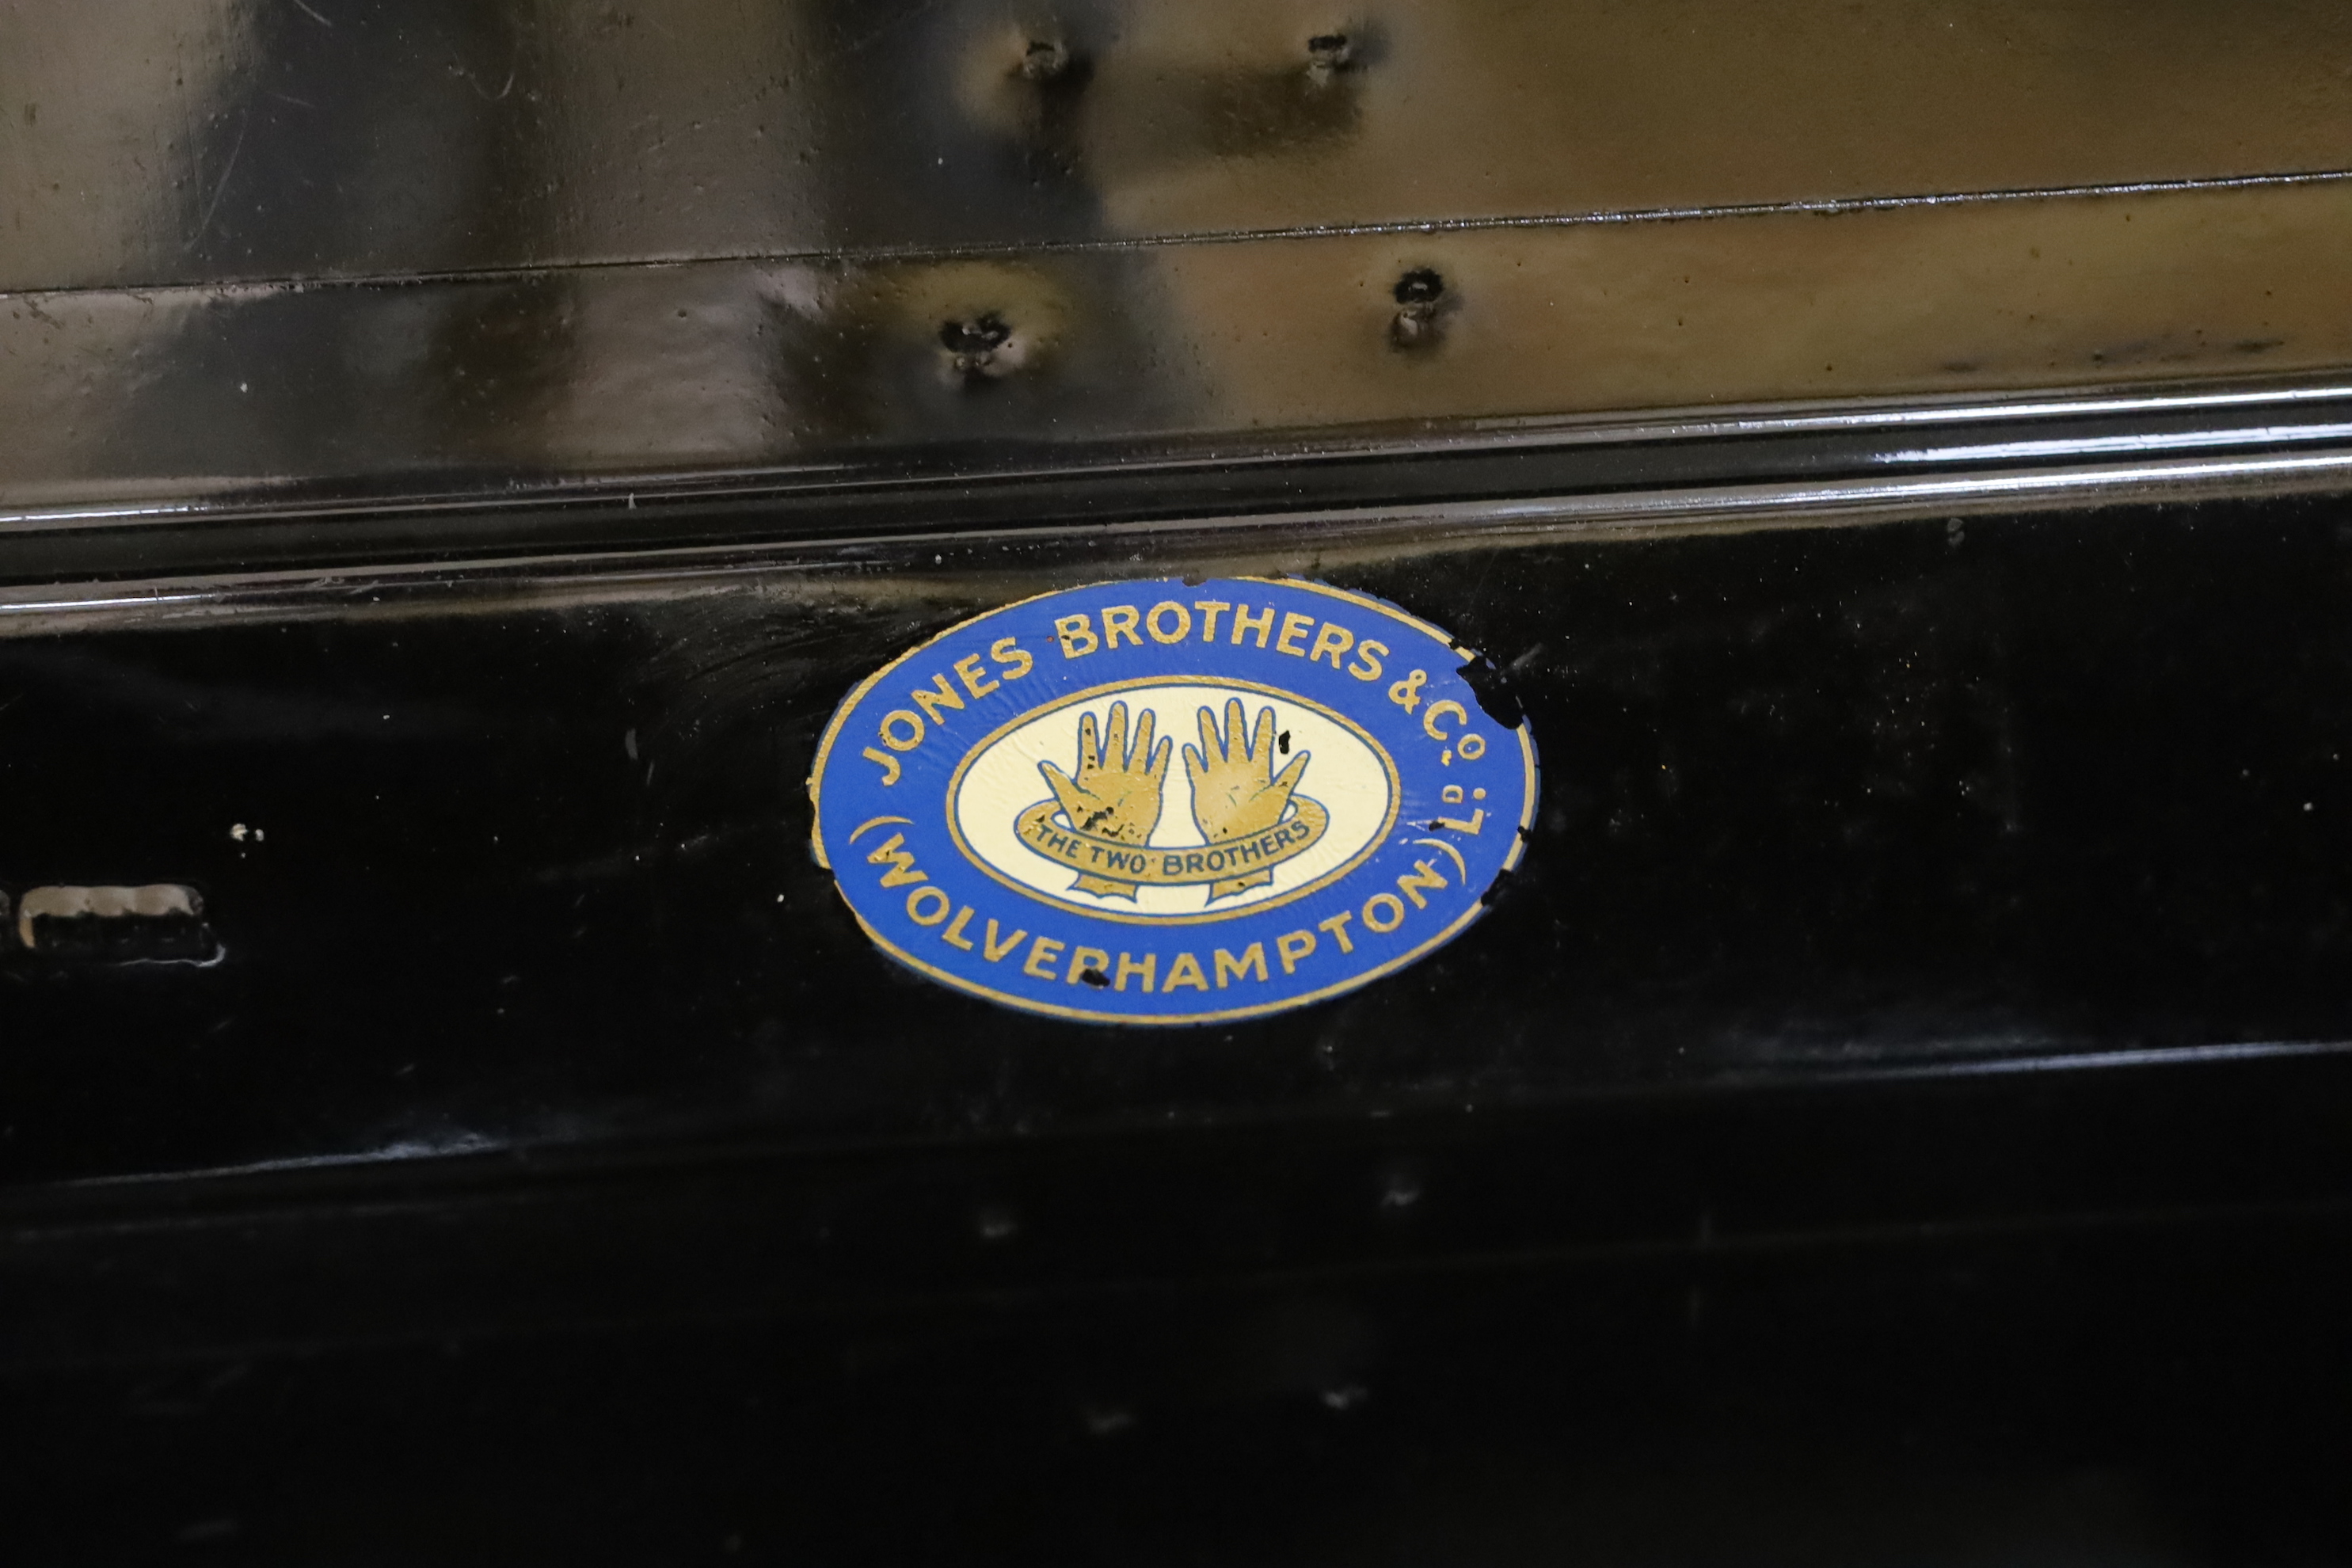 JONES BROTHERS & Co. LD.
THE TWO BROTHERS
(WOLVERHAMPTON)